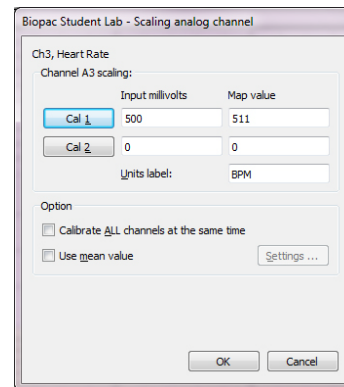 Biopac Student Lab - Scaling analog channel
Ch3, Heart Rate
Channel A3 scaling:
Input millivolts Map value
Cal 1 500 511
Cal 2 0 0
Units label: BPM
Option
Calibrate ALL channels at the same time
Use mean value Settings ...
OK Cancel